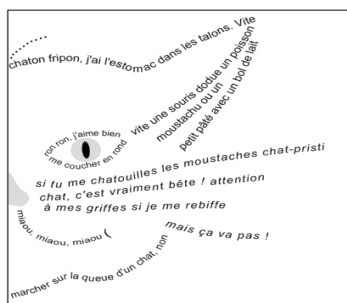 chaton fripon, j'ai l'estomac dans les talons. Vite
vite une souris dodue un poisson
moustachu ou un
petit pâté avec un bol de lait
ron ron, j'aime bien
me coucher en rond
si tu me chatouilles les moustaches chat-pristi
chat, c'est vraiment bête ! attention
à mes griffes si je me rebiffe
miaou, miaou, miaou (
mais ça va pas !
marcher sur la queue d'un chat, non